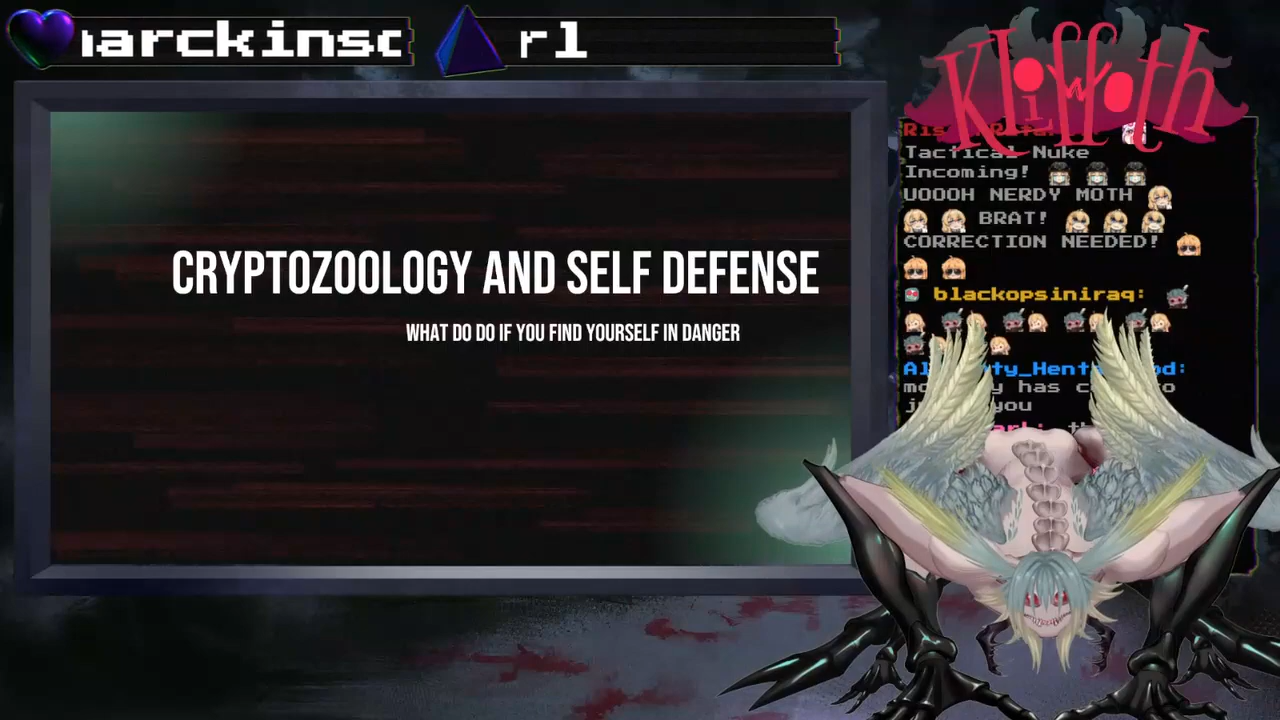 r1
Kliffoth
Tactical Nuke
Incoming!
UOOOH NERDY MOTH
BRAT!
CORRECTION NEEDED!
blackopsiniraq:
has
you
CRYPTOZOOLOGY AND SELF DEFENSE
WHAT DO DO IF YOU FIND YOURSELF IN DANGER